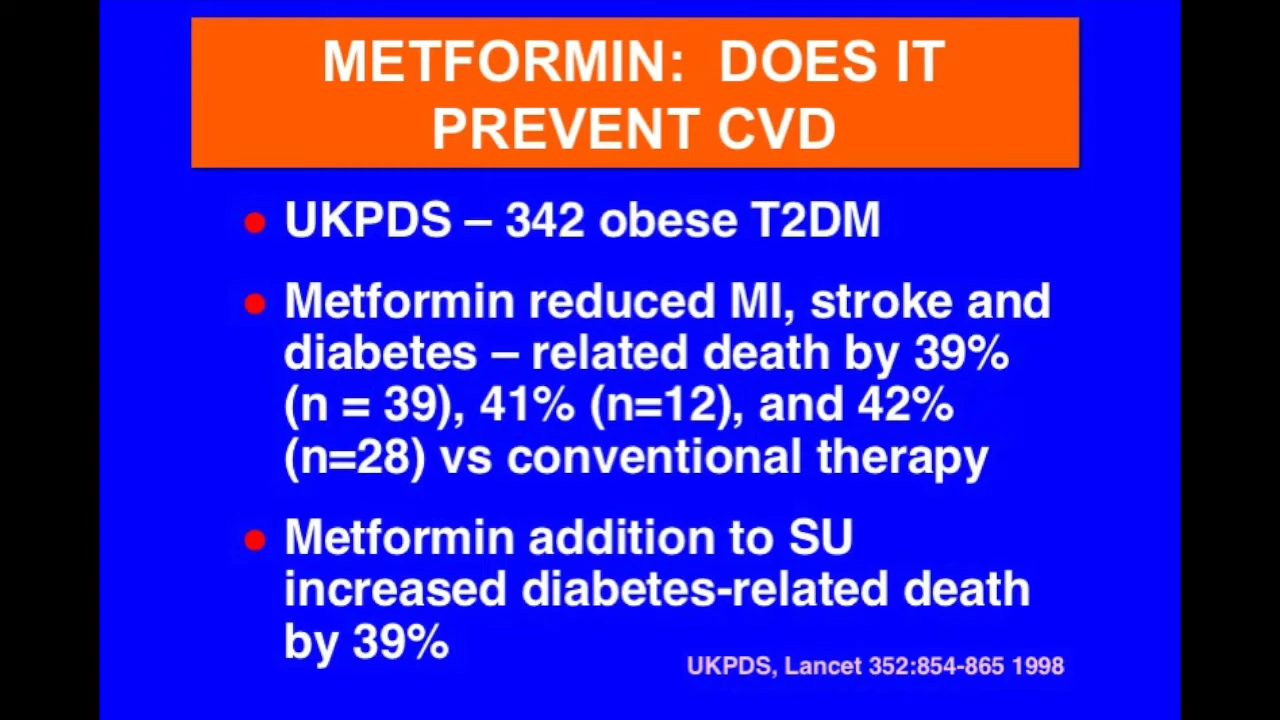 METFORMIN: DOES IT
PREVENT CVD
• UKPDS – 342 obese T2DM
• Metformin reduced MI, stroke and
diabetes – related death by 39%
(n = 39), 41% (n=12), and 42%
(n=28) vs conventional therapy
• Metformin addition to SU
increased diabetes-related death
by 39%
UKPDS, Lancet 352:854-865 1998